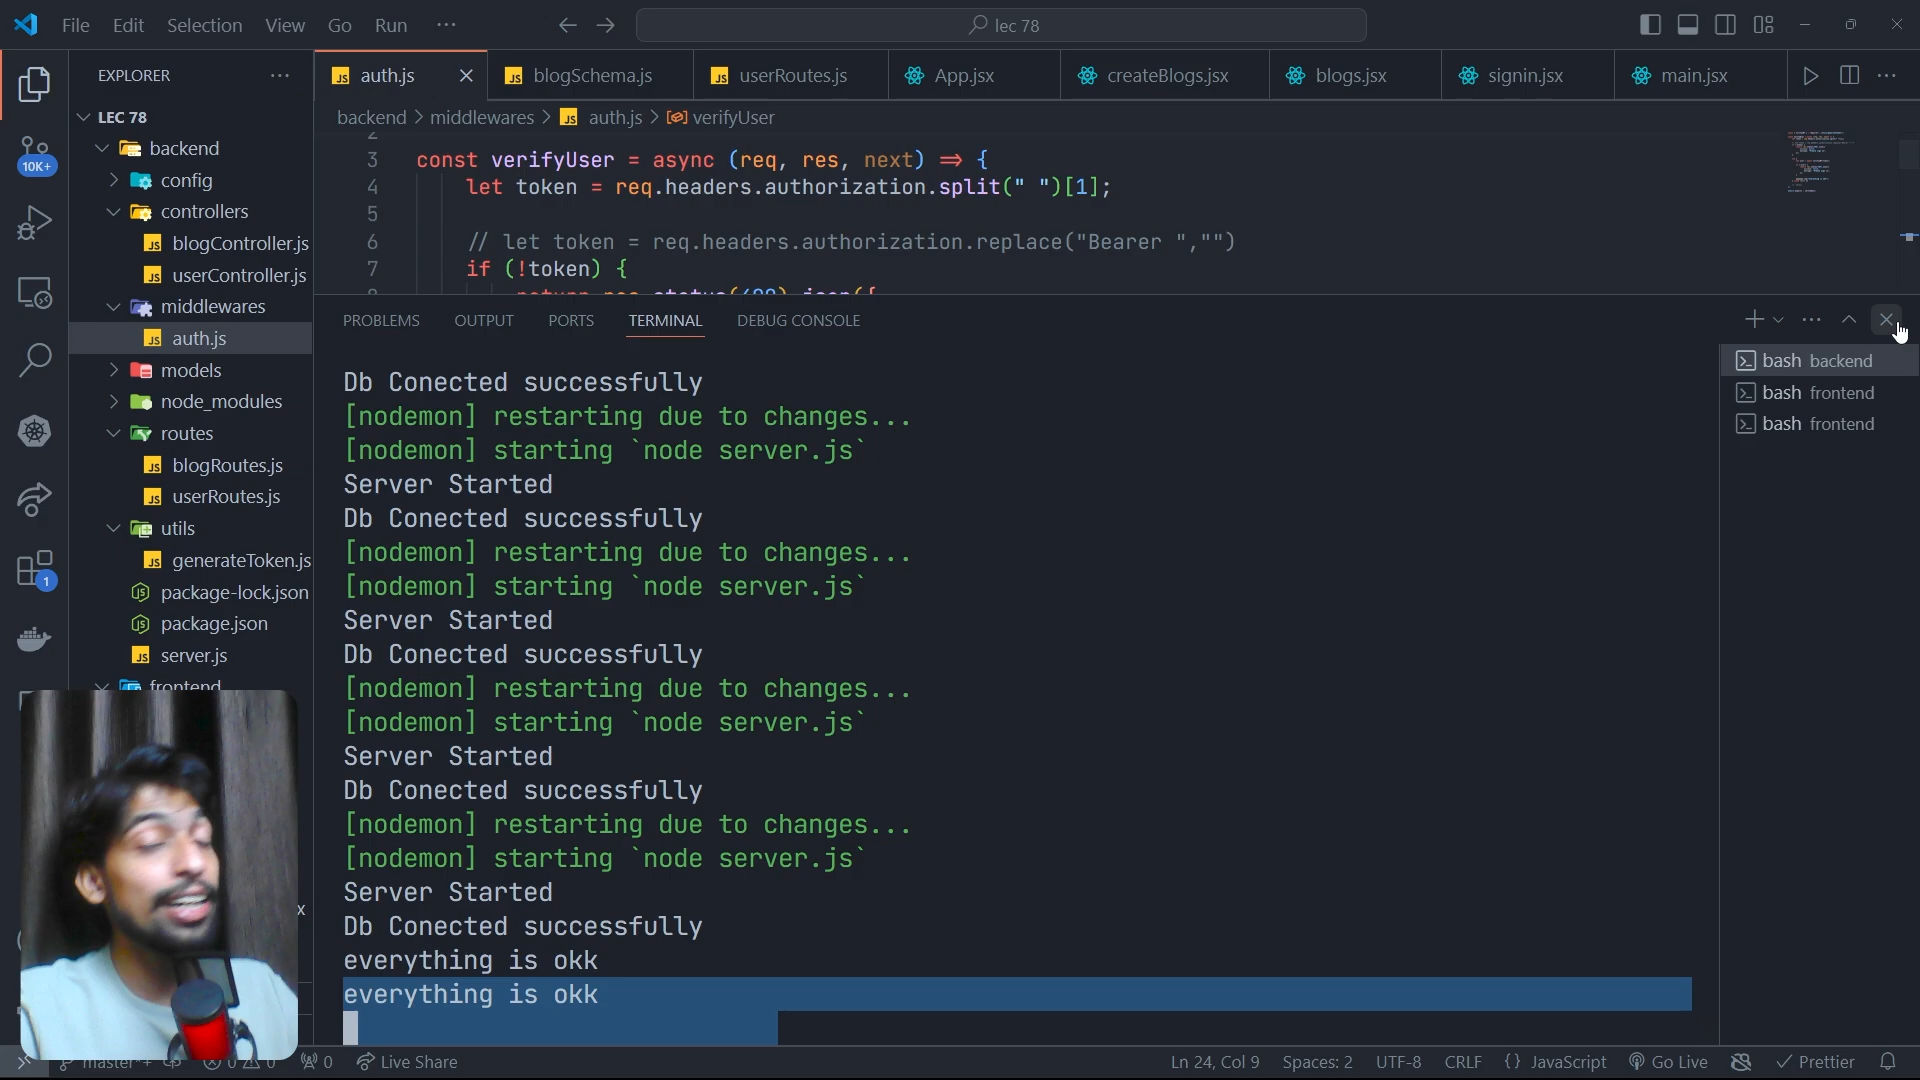 File Edit Selection View Go Run ··· lec 78
EXPLORER ···
auth.js blogSchema.js userRoutes.js App.jsx createBlogs.jsx blogs.jsx signin.jsx main.jsx ···
backend > middlewares > auth.js > verifyUser
LEC 78
backend
config
controllers
blogController.js
userController.js
middlewares
auth.js
models
node_modules
routes
blogRoutes.js
userRoutes.js
utils
generateToken.js
package-lock.json
package.json
server.js
frontend
10K+
1
2
3 const verifyUser = async (req, res, next) => {
4 let token = req.headers.authorization.split(" ")[1];
5
6 // let token = req.headers.authorization.replace("Bearer ","")
7 if (!token) {
PROBLEMS OUTPUT PORTS TERMINAL DEBUG CONSOLE
Db Conected successfully
[nodemon] restarting due to changes...
[nodemon] starting `node server.js`
Server Started
Db Conected successfully
[nodemon] restarting due to changes...
[nodemon] starting `node server.js`
Server Started
Db Conected successfully
[nodemon] restarting due to changes...
[nodemon] starting `node server.js`
Server Started
Db Conected successfully
[nodemon] restarting due to changes...
[nodemon] starting `node server.js`
Server Started
Db Conected successfully
everything is okk
everything is okk
bash backend
bash frontend
bash frontend
x
master*+ 0 0 0 Live Share Ln 24, Col 9 Spaces: 2 UTF-8 CRLF {} JavaScript Go Live Prettier